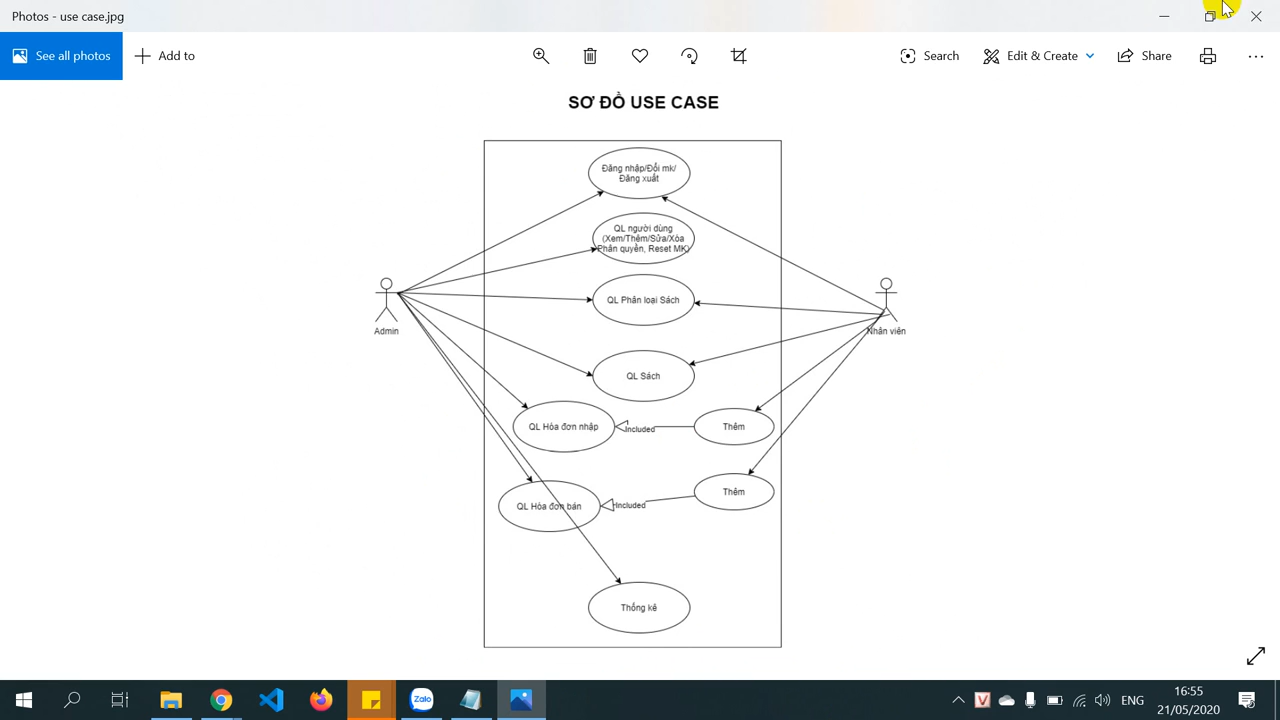 Photos - use case.jpg
See all photos
Add to
Search
Edit & Create
Share
SƠ ĐỒ USE CASE
Đăng nhập/Đổi mk/
Đăng xuất
QL người dùng
(Xem/Thêm/Sửa/Xóa
Phân quyền, Reset MK)
QL Phân loại Sách
Admin
Nhân viên
QL Sách
QL Hóa đơn nhập
Included
Thêm
QL Hóa đơn bán
Included
Thêm
Thống kê
Zalo
V
ENG
16:55
21/05/2020